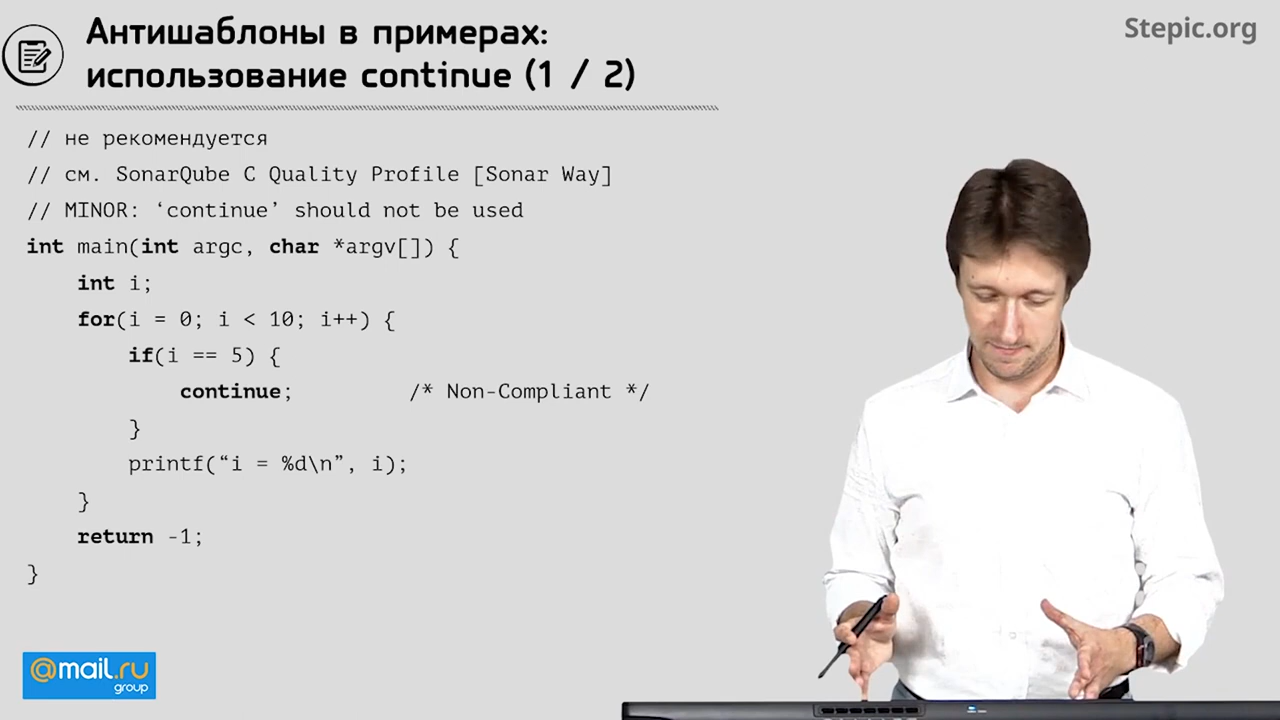 Антишаблоны в примерах:
использование continue (1 / 2)
Stepic.org
// не рекомендуется
// см. SonarQube C Quality Profile [Sonar Way]
// MINOR: ‘continue’ should not be used
int main(int argc, char *argv[]) {
int i;
for(i = 0; i < 10; i++) {
if(i == 5) {
continue; /* Non-Compliant */
}
printf(“i = %d\n”, i);
}
return -1;
}
@mail.ru
group